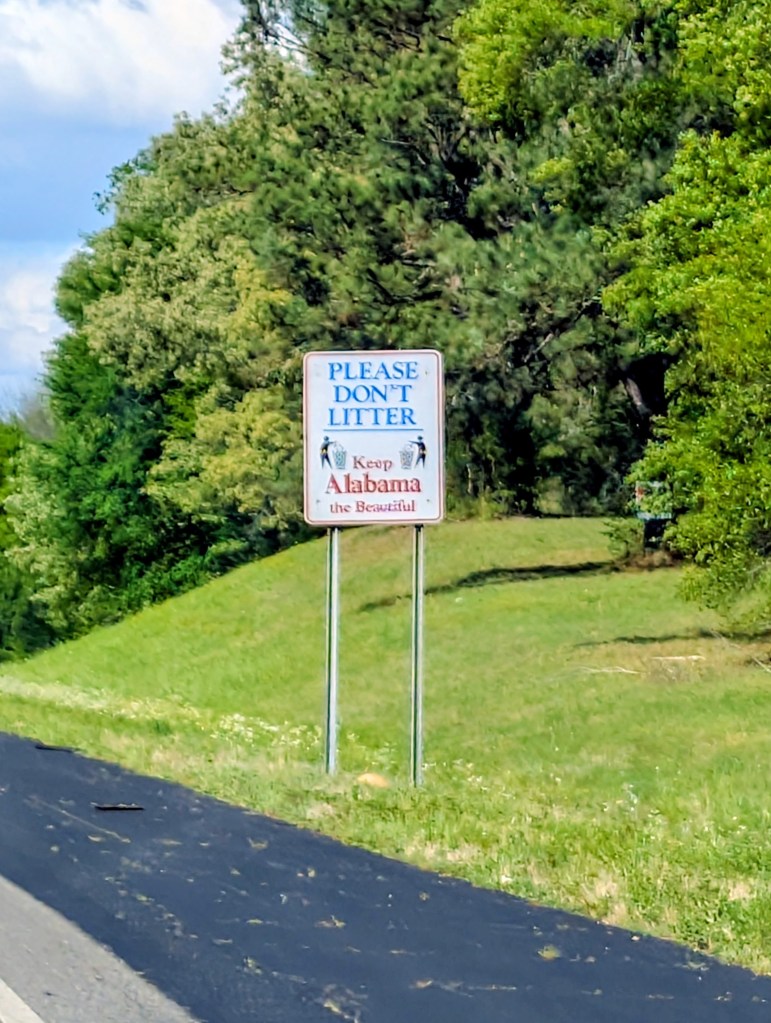 PLEASE
DON'T
LITTER
Keep
Alabama
the Beautiful